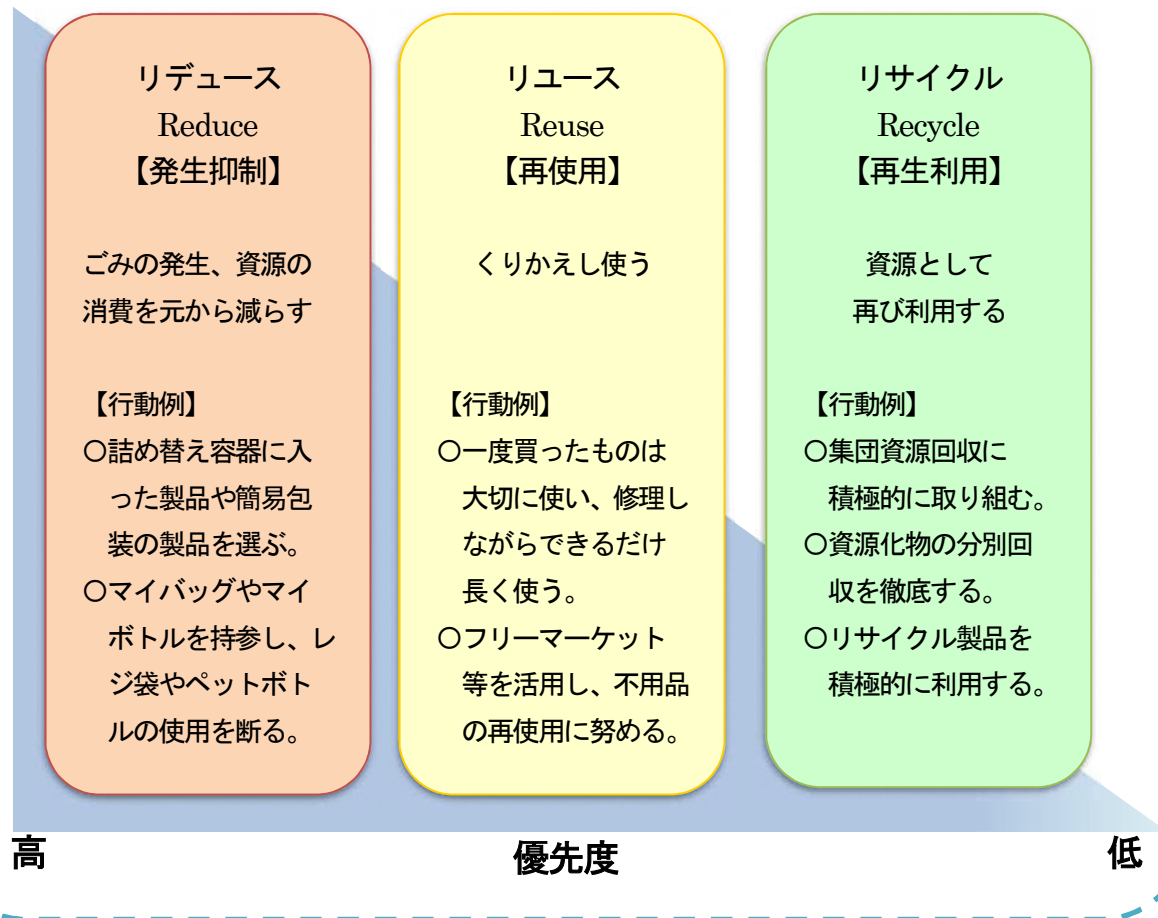 リデュース
Reduce
【発生抑制】
ごみの発生、資源の
消費を元から減らす
【行動例】
〇詰め替え容器に入
った製品や簡易包
装の製品を選ぶ。
〇マイバッグやマイ
ボトルを持参し、レ
ジ袋やペットボト
ルの使用を断る。
リユース
Reuse
【再使用】
くりかえし使う
【行動例】
〇一度買ったものは
大切に使い、修理し
ながらできるだけ
長く使う。
〇フリーマーケット
等を活用し、不用品
の再使用に努める。
リサイクル
Recycle
【再生利用】
資源として
再び利用する
【行動例】
〇集団資源回収に
積極的に取り組む。
〇資源化物の分別回
収を徹底する。
〇リサイクル製品を
積極的に利用する。
高
優先度
低